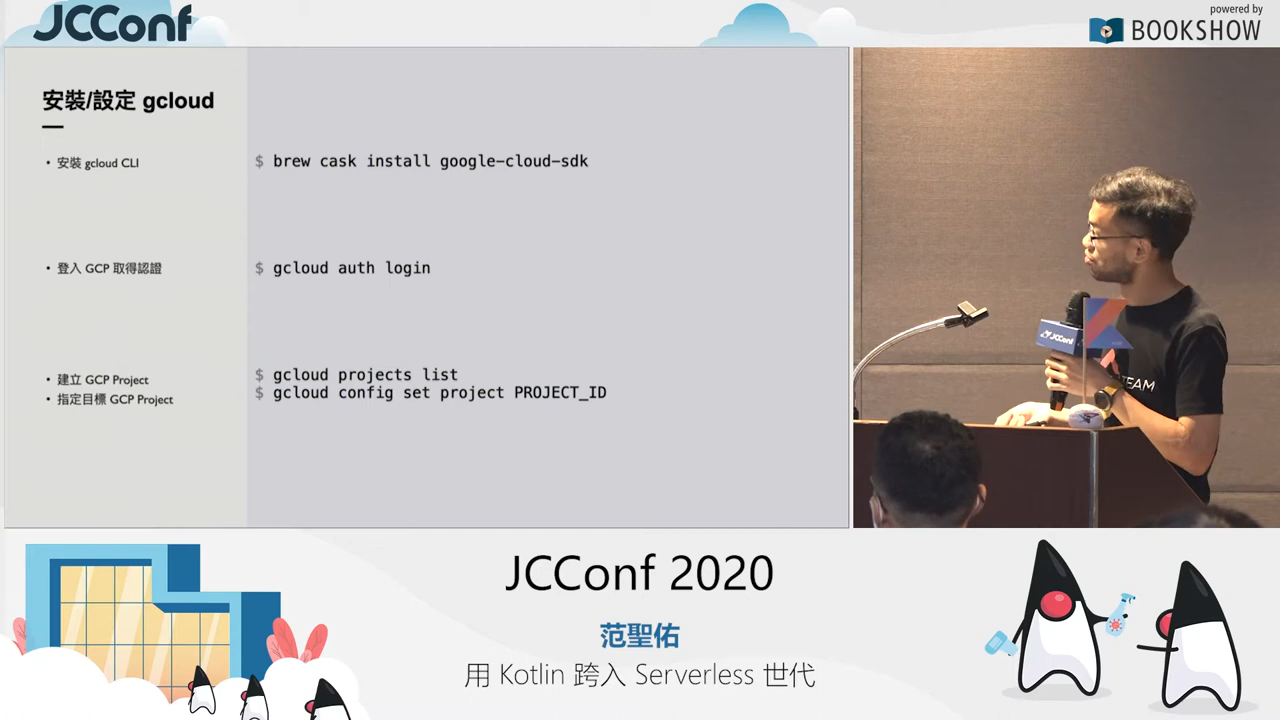 JCConf
powered by
BOOKSHOW
安裝/設定 gcloud
• 安裝 gcloud CLI
$ brew cask install google-cloud-sdk
• 登入 GCP 取得認證
$ gcloud auth login
• 建立 GCP Project
• 指定目標 GCP Project
$ gcloud projects list
$ gcloud config set project PROJECT_ID
JCConf
TEAM
JCConf 2020
范聖佑
用 Kotlin 跨入 Serverless 世代